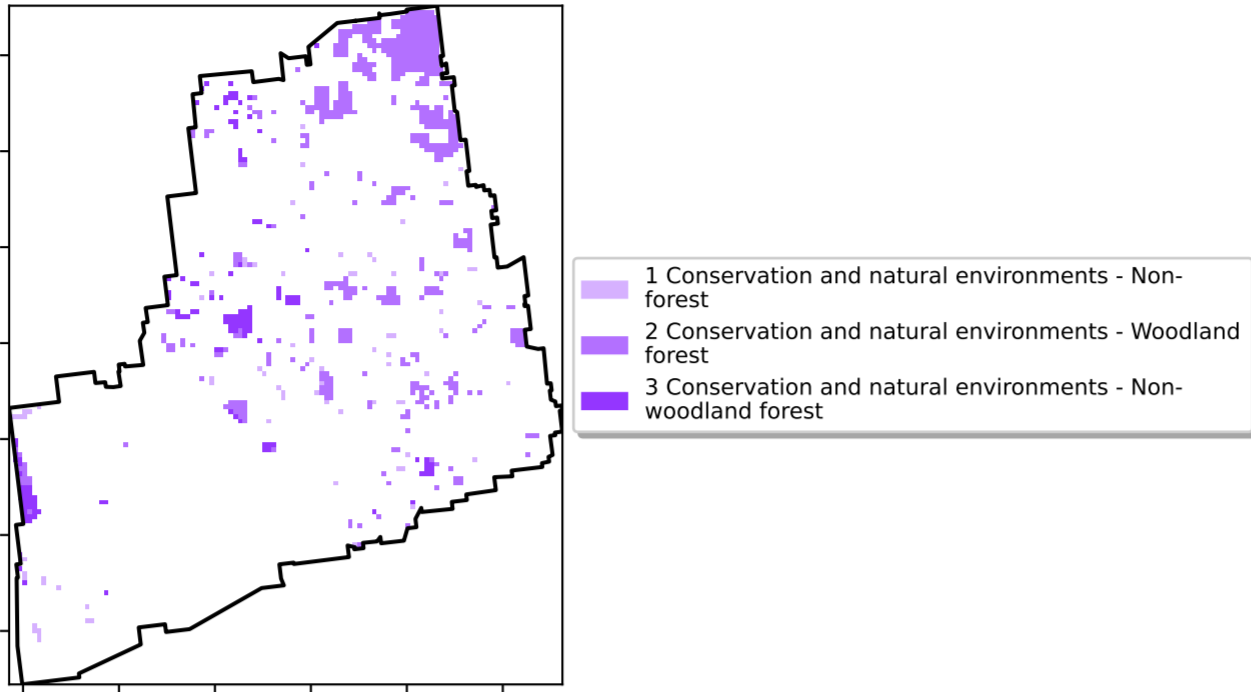 1 Conservation and natural environments - Non-
forest
2 Conservation and natural environments - Woodland
forest
3 Conservation and natural environments - Non-
woodland forest